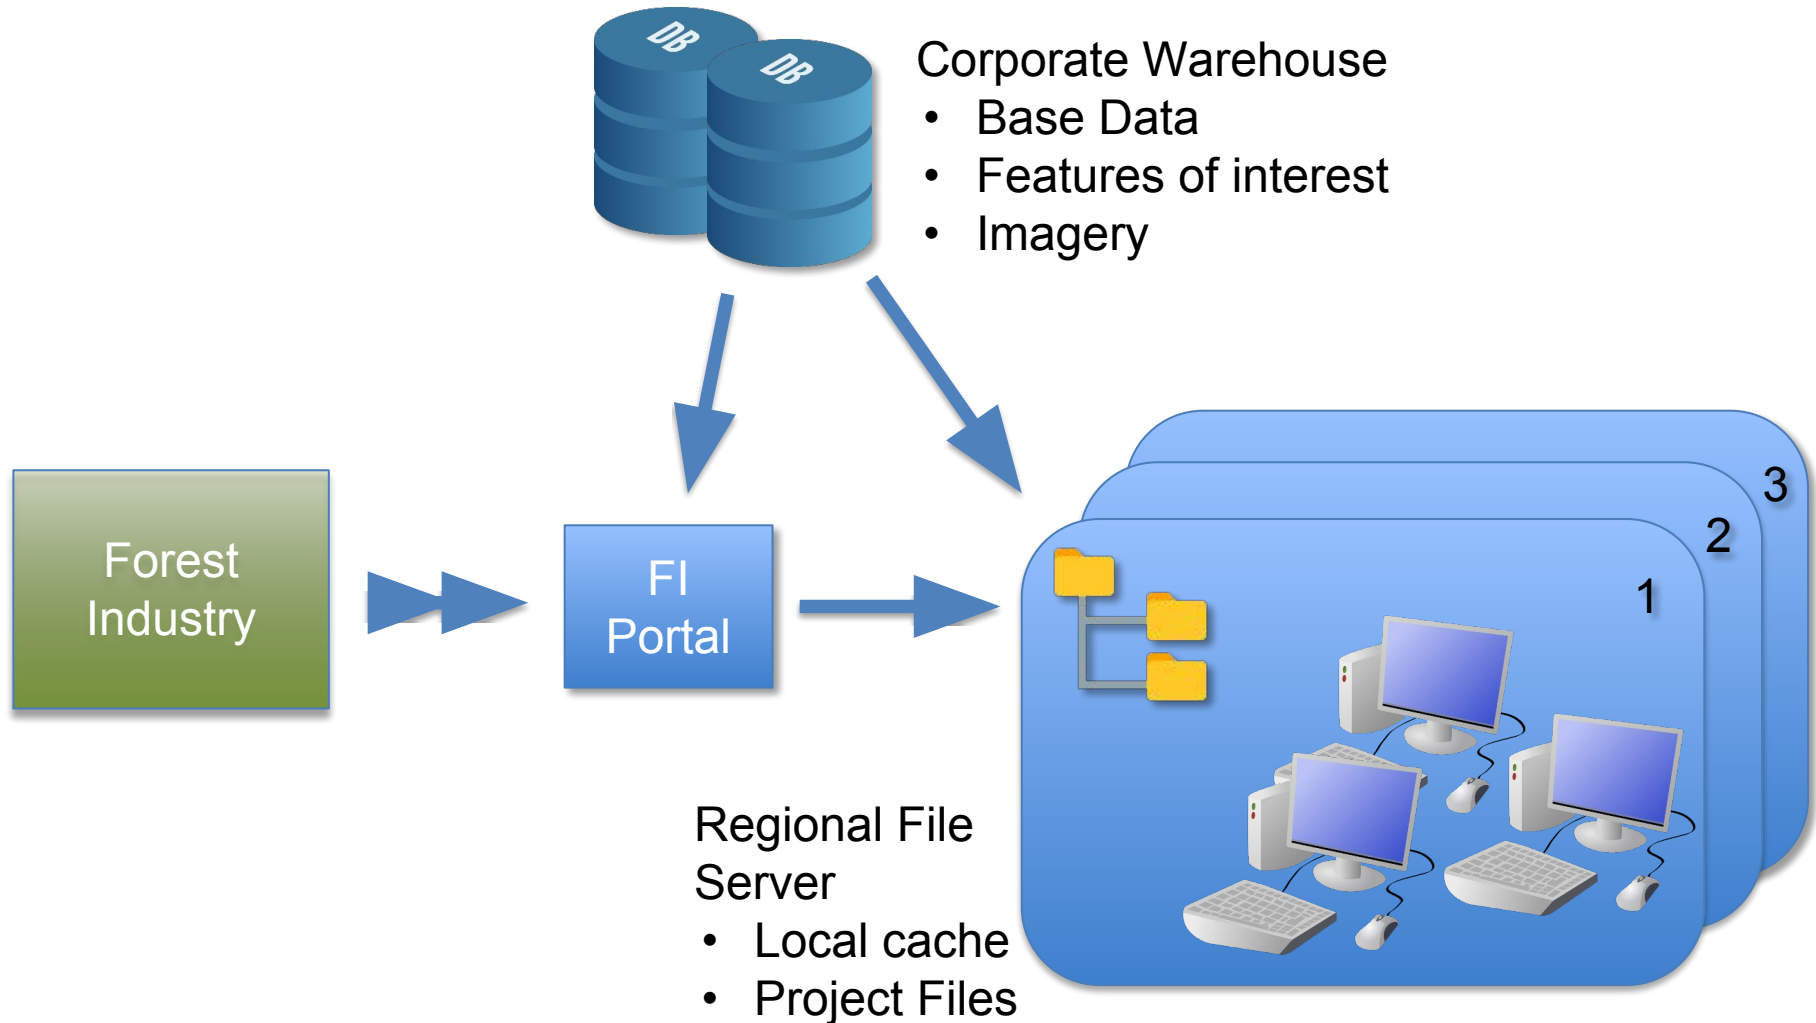 DB
DB
Corporate Warehouse
• Base Data
• Features of interest
• Imagery
Forest
Industry
FI
Portal
3
2
1
Regional File
Server
• Local cache
• Project Files